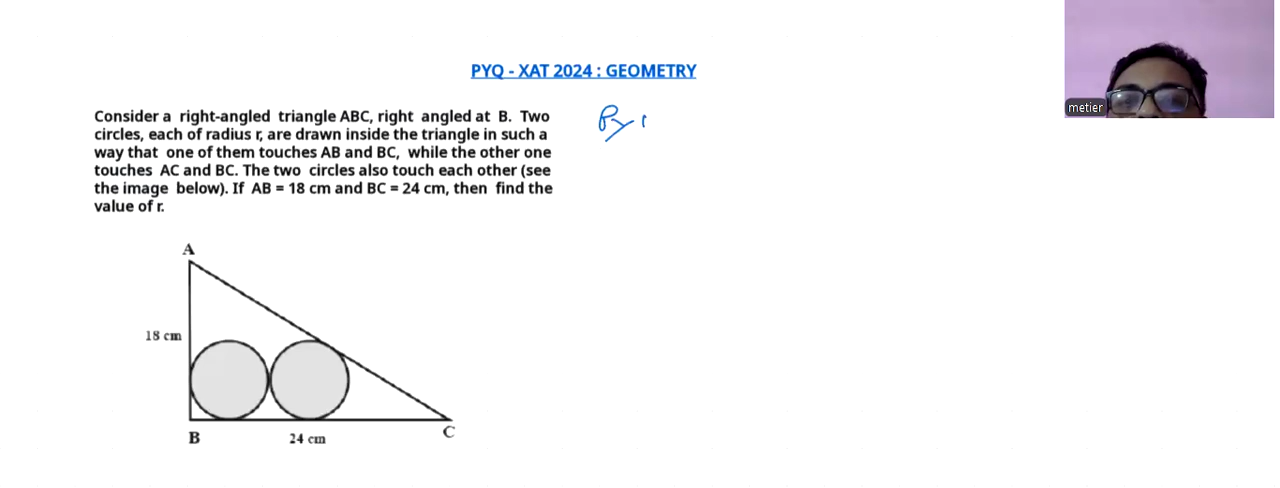 PYQ - XAT 2024 : GEOMETRY
metier
Consider a right-angled triangle ABC, right angled at B. Two
circles, each of radius r, are drawn inside the triangle in such a
way that one of them touches AB and BC, while the other one
touches AC and BC. The two circles also touch each other (see
the image below). If AB = 18 cm and BC = 24 cm, then find the
value of r.
A
18 cm
B
24 cm
C